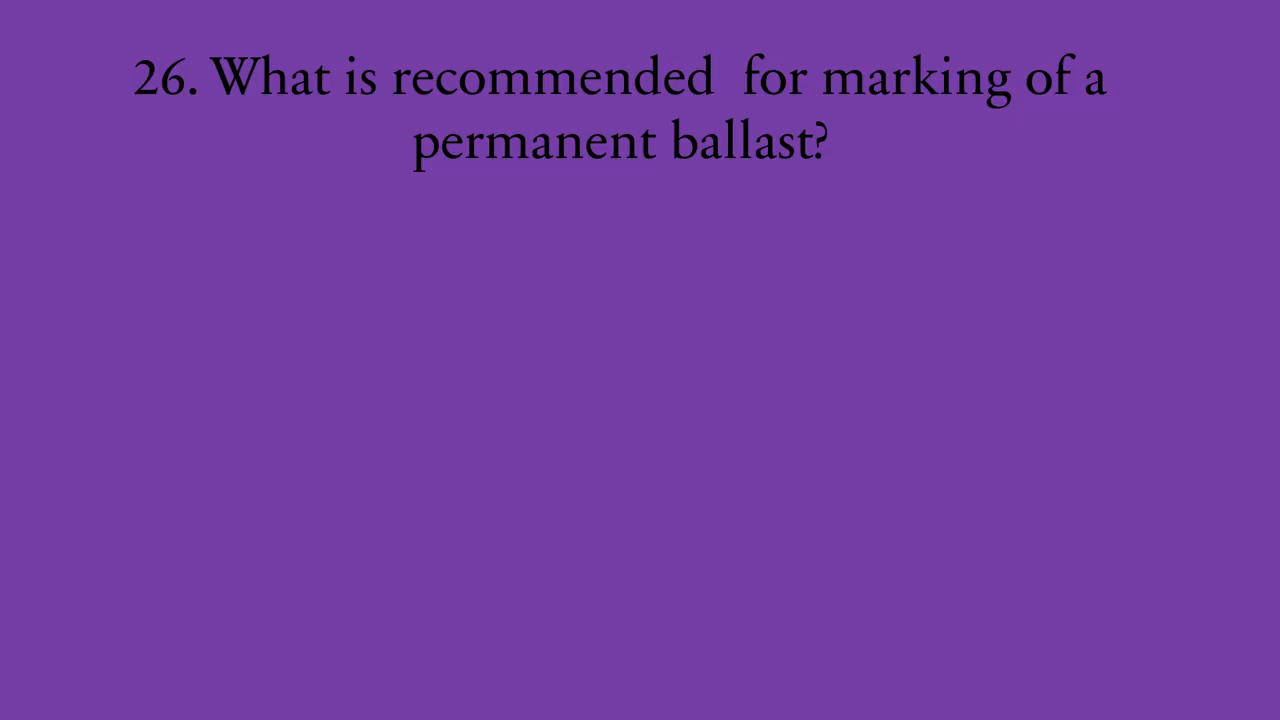 26. What is recommended  for marking of a
permanent ballast?